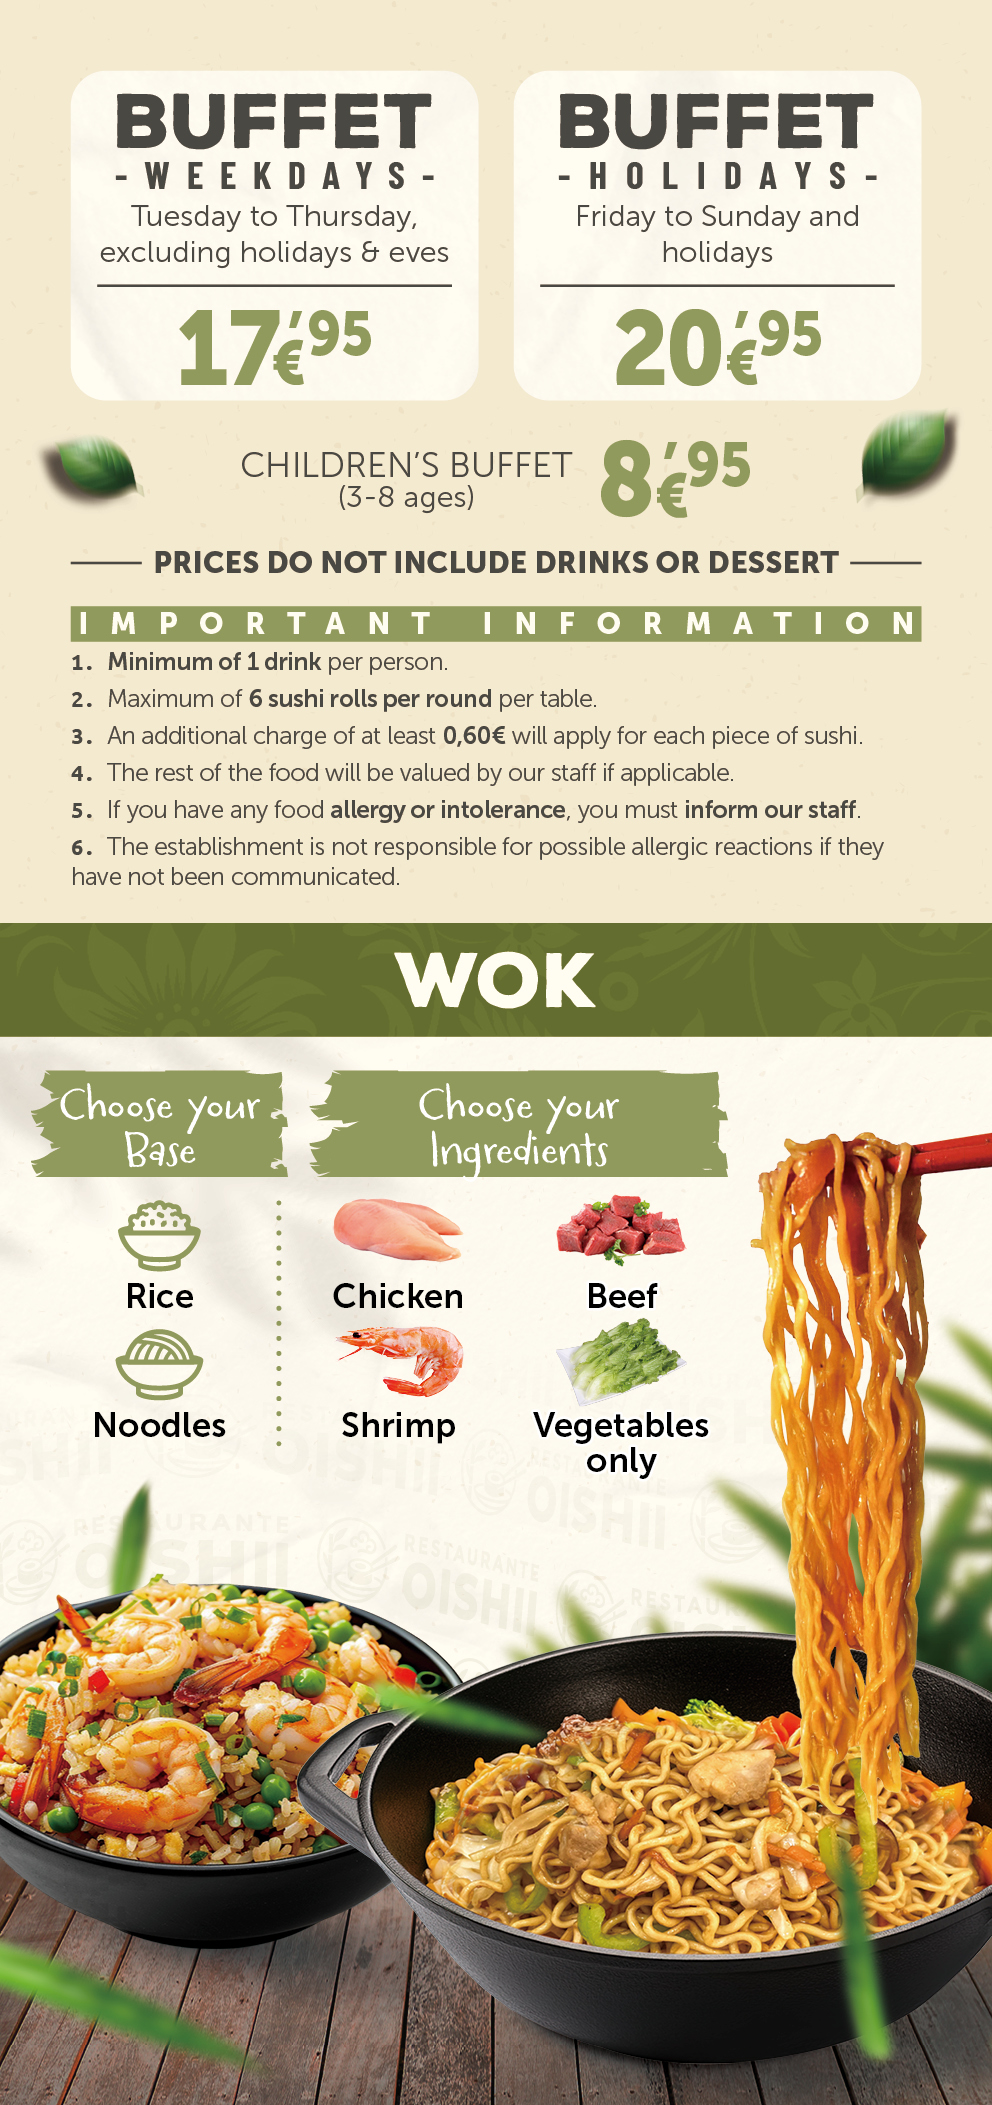 BUFFET
- WEEKDAYS -
Tuesday to Thursday,
excluding holidays & eves
17'95€
BUFFET
- HOLIDAYS -
Friday to Sunday and
holidays
20'95€
CHILDREN'S BUFFET
(3-8 ages)
8'95€
PRICES DO NOT INCLUDE DRINKS OR DESSERT
IMPORTANT INFORMATION
1. Minimum of 1 drink per person.
2. Maximum of 6 sushi rolls per round per table.
3. An additional charge of at least 0,60€ will apply for each piece of sushi.
4. The rest of the food will be valued by our staff if applicable.
5. If you have any food allergy or intolerance, you must inform our staff.
6. The establishment is not responsible for possible allergic reactions if they
have not been communicated.
WOK
Choose your
Base
Choose your
Ingredients
Rice
Chicken
Beef
Noodles
Shrimp
Vegetables
only
OISHII
OISHII
RESTAURANTE
OISHII
RESTAURANTE
OISHII